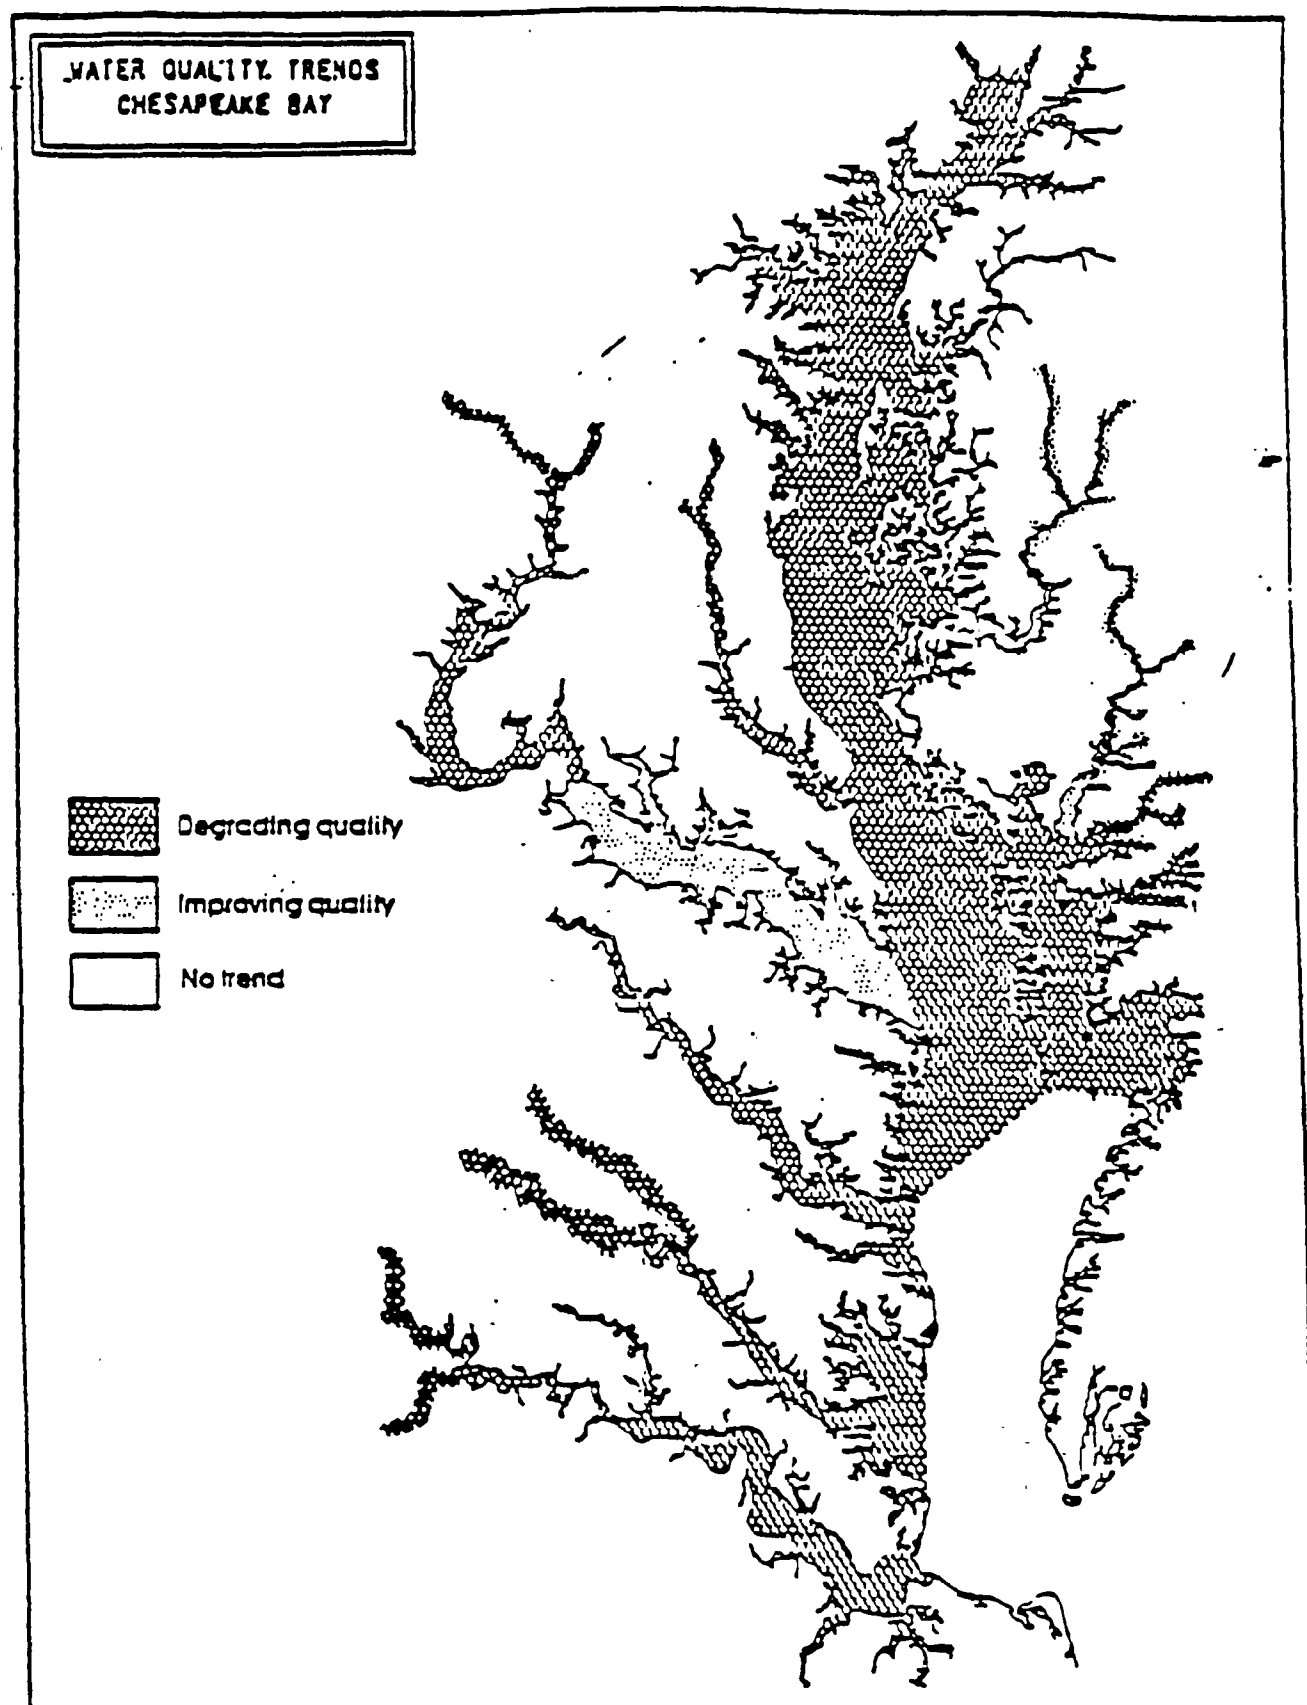 WATER QUALITY TRENDS
CHESAPEAKE BAY
Degrading quality
Improving quality
No trend